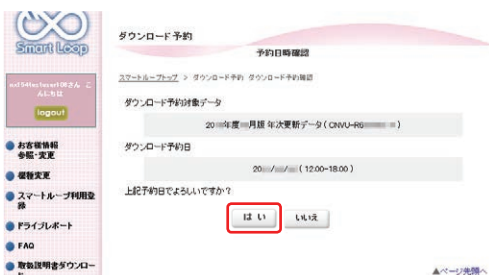 Smart Loop
ダウンロード予約
予約日時確認
スマートループトップ > ダウンロード予約 ダウンロード予約確認
こんにちは
logout
ダウンロード予約対象データ
20 年度 月版 年次更新データ ( CNVU-R6 )
ダウンロード予約日
20 / / ( 12:00-18:00 )
上記予約日でよろしいですか?
はい
いいえ
お客様情報
参照・変更
機種変更
スマートループ利用登
録
ドライブレポート
FAQ
取扱説明書ダウンロー
▲ページ先頭へ